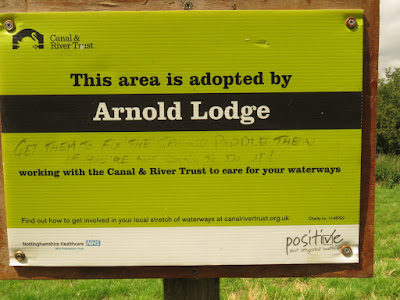 Canal &
River Trust
This area is adopted by
Arnold Lodge
GET THEM TO FIX THE GROUND PADDLE THEN
IF YOU'RE NOT GOING TO DO IT!
working with the Canal & River Trust to care for your waterways
Find out how to get involved in your local stretch of waterways at canalrivertrust.org.uk
Nottinghamshire Healthcare NHS
positive